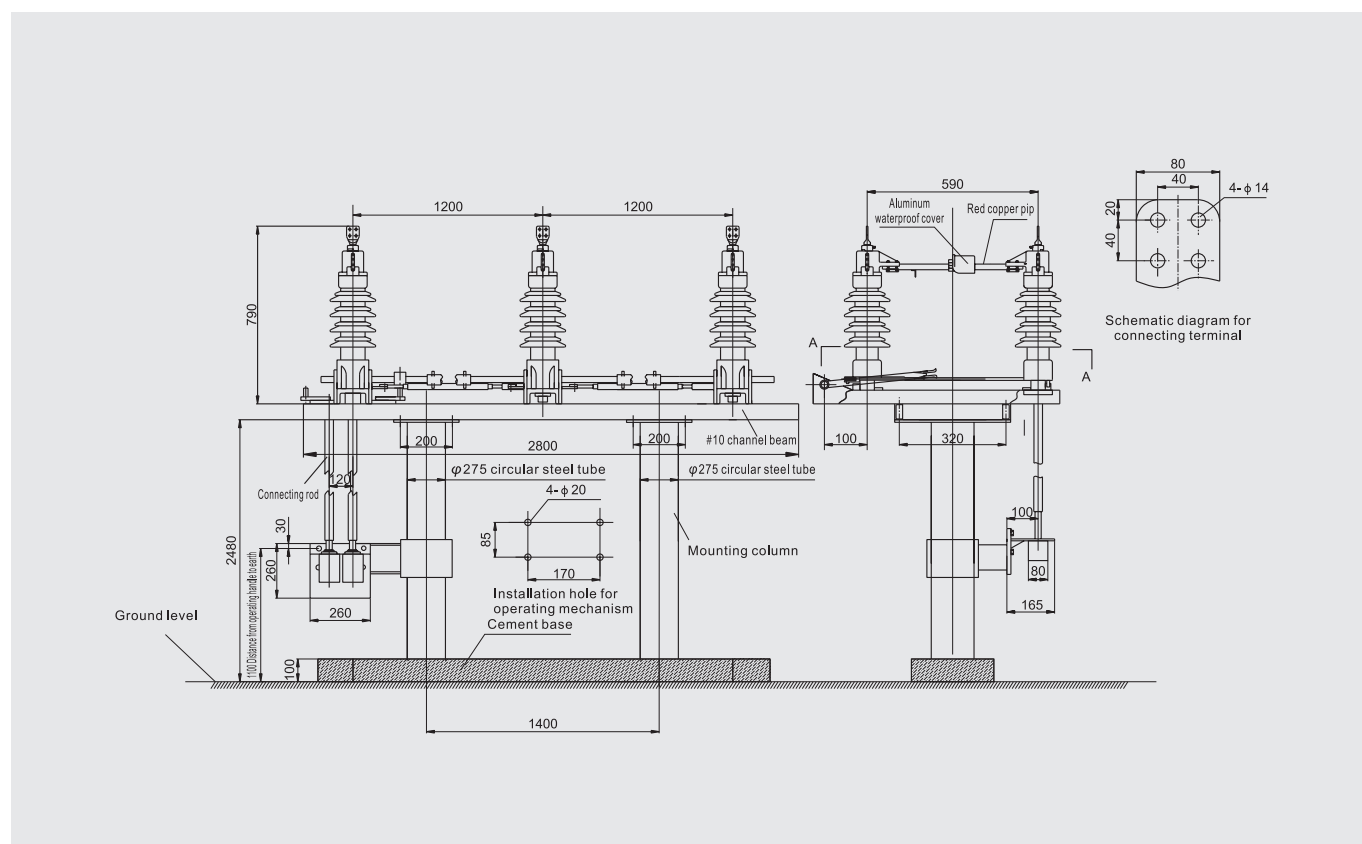 80
40
4-φ14
20
40
Schematic diagram for
connecting terminal
590
Aluminum
waterproof cover
Red copper pip
1200
1200
790
A
A
200
200
#10 channel beam
2800
100
320
φ275 circular steel tube
φ275 circular steel tube
120
Connecting rod
4-φ20
30
85
170
2480
260
1100 Distance from operating handle to earth
260
Mounting column
Installation hole for
operating mechanism
Cement base
100
80
165
Ground level
100
1400